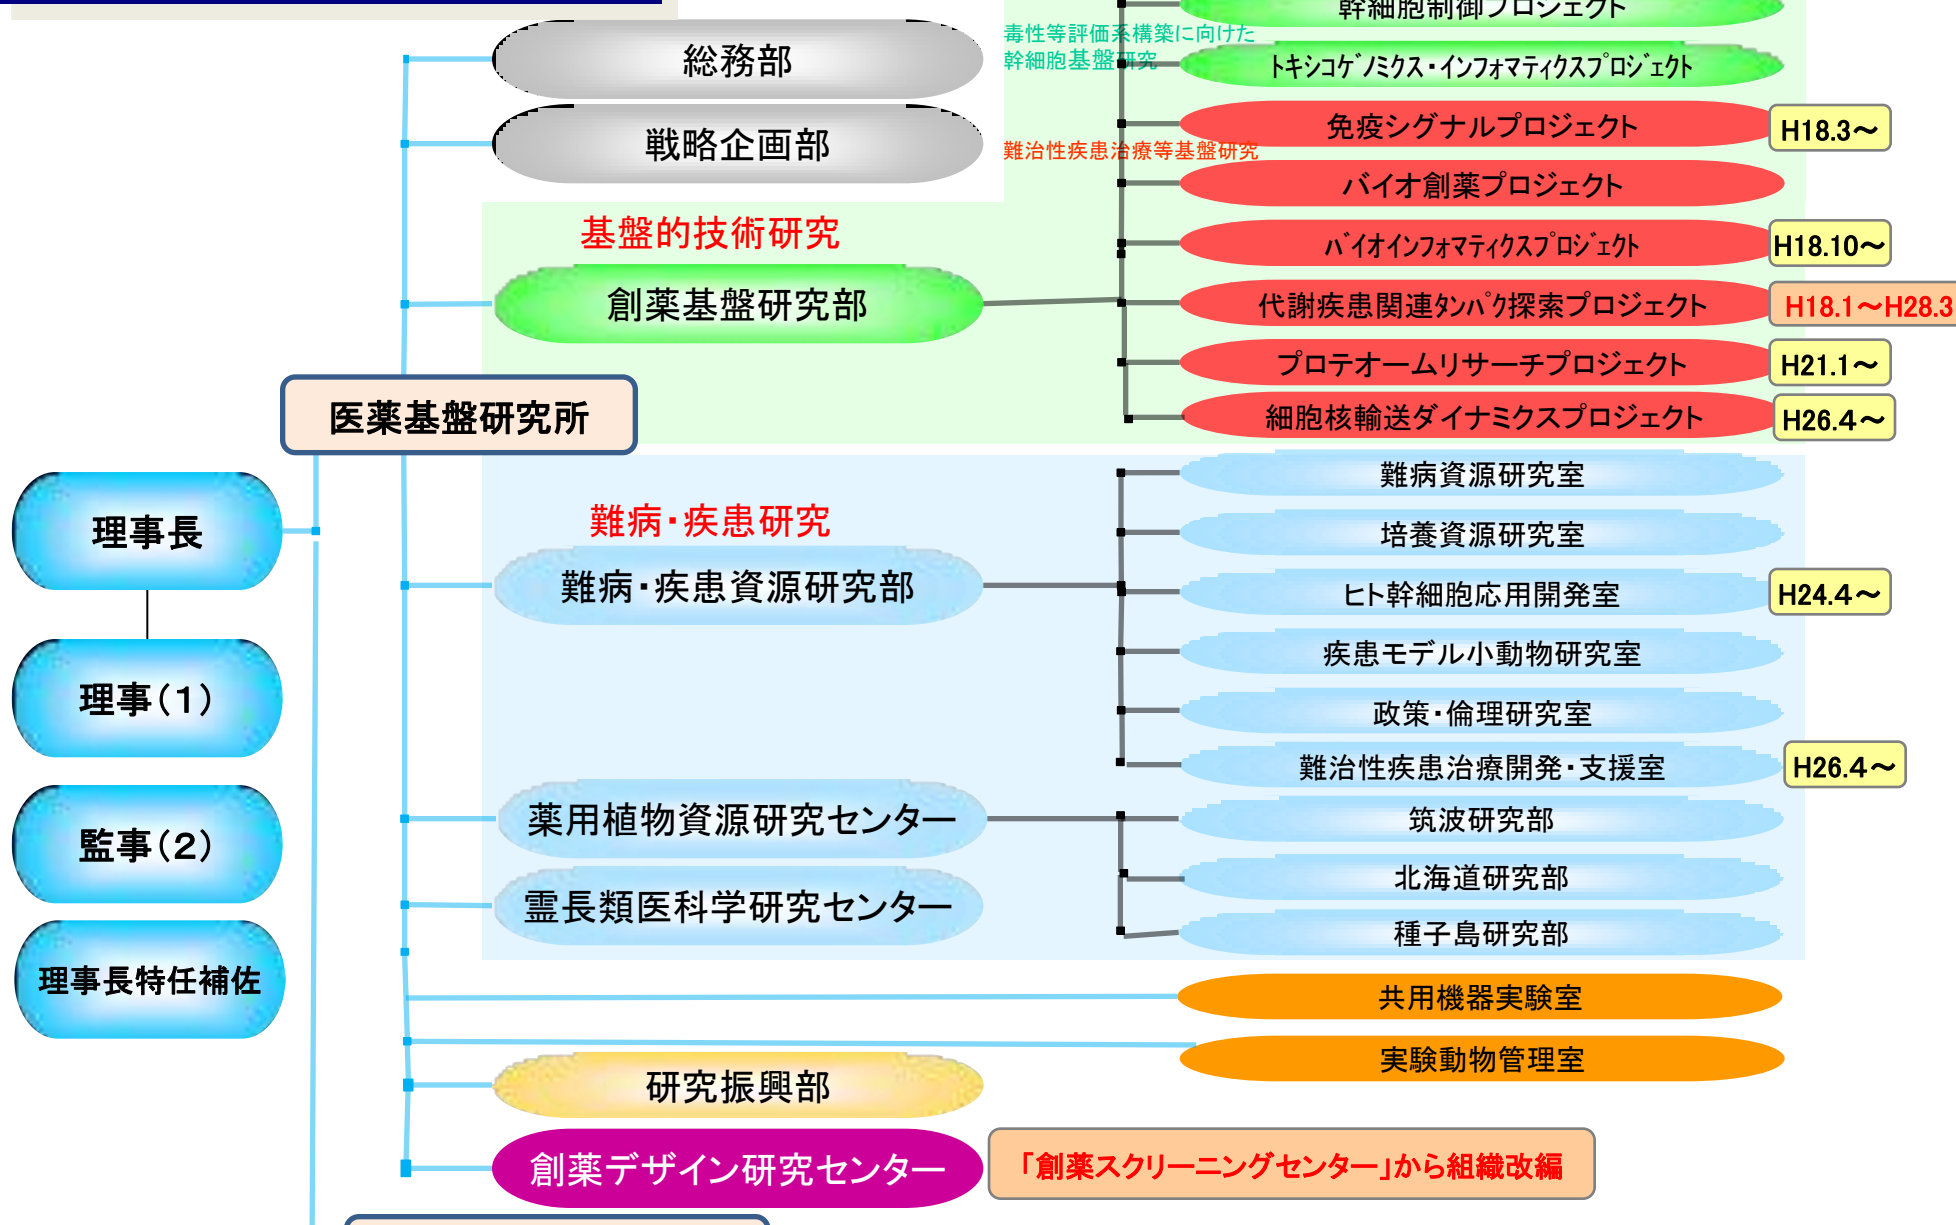 幹細胞制御プロジェクト
毒性等評価系構築に向けた
幹細胞基盤研究
総務部
トキシコゲノミクス・インフォマティクスプロジェクト
戦略企画部
免疫シグナルプロジェクト
H18.3～
難治性疾患治療等基盤研究
バイオ創薬プロジェクト
基盤的技術研究
バイオインフォマティクスプロジェクト
H18.10～
創薬基盤研究部
代謝疾患関連タンパク探索プロジェクト
H18.1～H28.3
プロテオームリサーチプロジェクト
H21.1～
医薬基盤研究所
細胞核輸送ダイナミクスプロジェクト
H26.4～
難病資源研究室
理事長
難病・疾患研究
培養資源研究室
難病・疾患資源研究部
ヒト幹細胞応用開発室
H24.4～
疾患モデル小動物研究室
理事（１）
政策・倫理研究室
難治性疾患治療開発・支援室
H26.4～
薬用植物資源研究センター
筑波研究部
監事（２）
北海道研究部
霊長類医科学研究センター
種子島研究部
理事長特任補佐
共用機器実験室
実験動物管理室
研究振興部
創薬デザイン研究センター
「創薬スクリーニングセンター」から組織改編